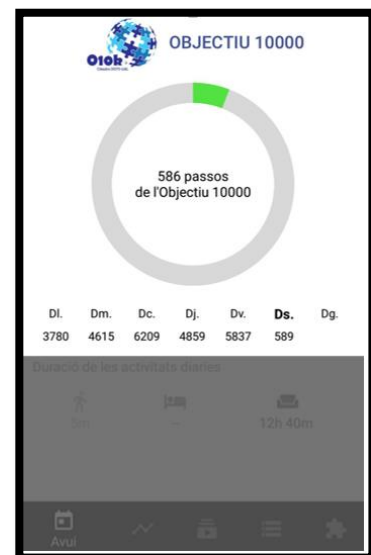 OBJECTIU 10000
O10k
586 passos
de l'Objectiu 10000
Dl. Dm. Dc. Dj. Dv. Ds. Dg.
3780 4615 6209 4859 5837 589
Duració de les activitats diaries
5m - 12h 40m
Avui